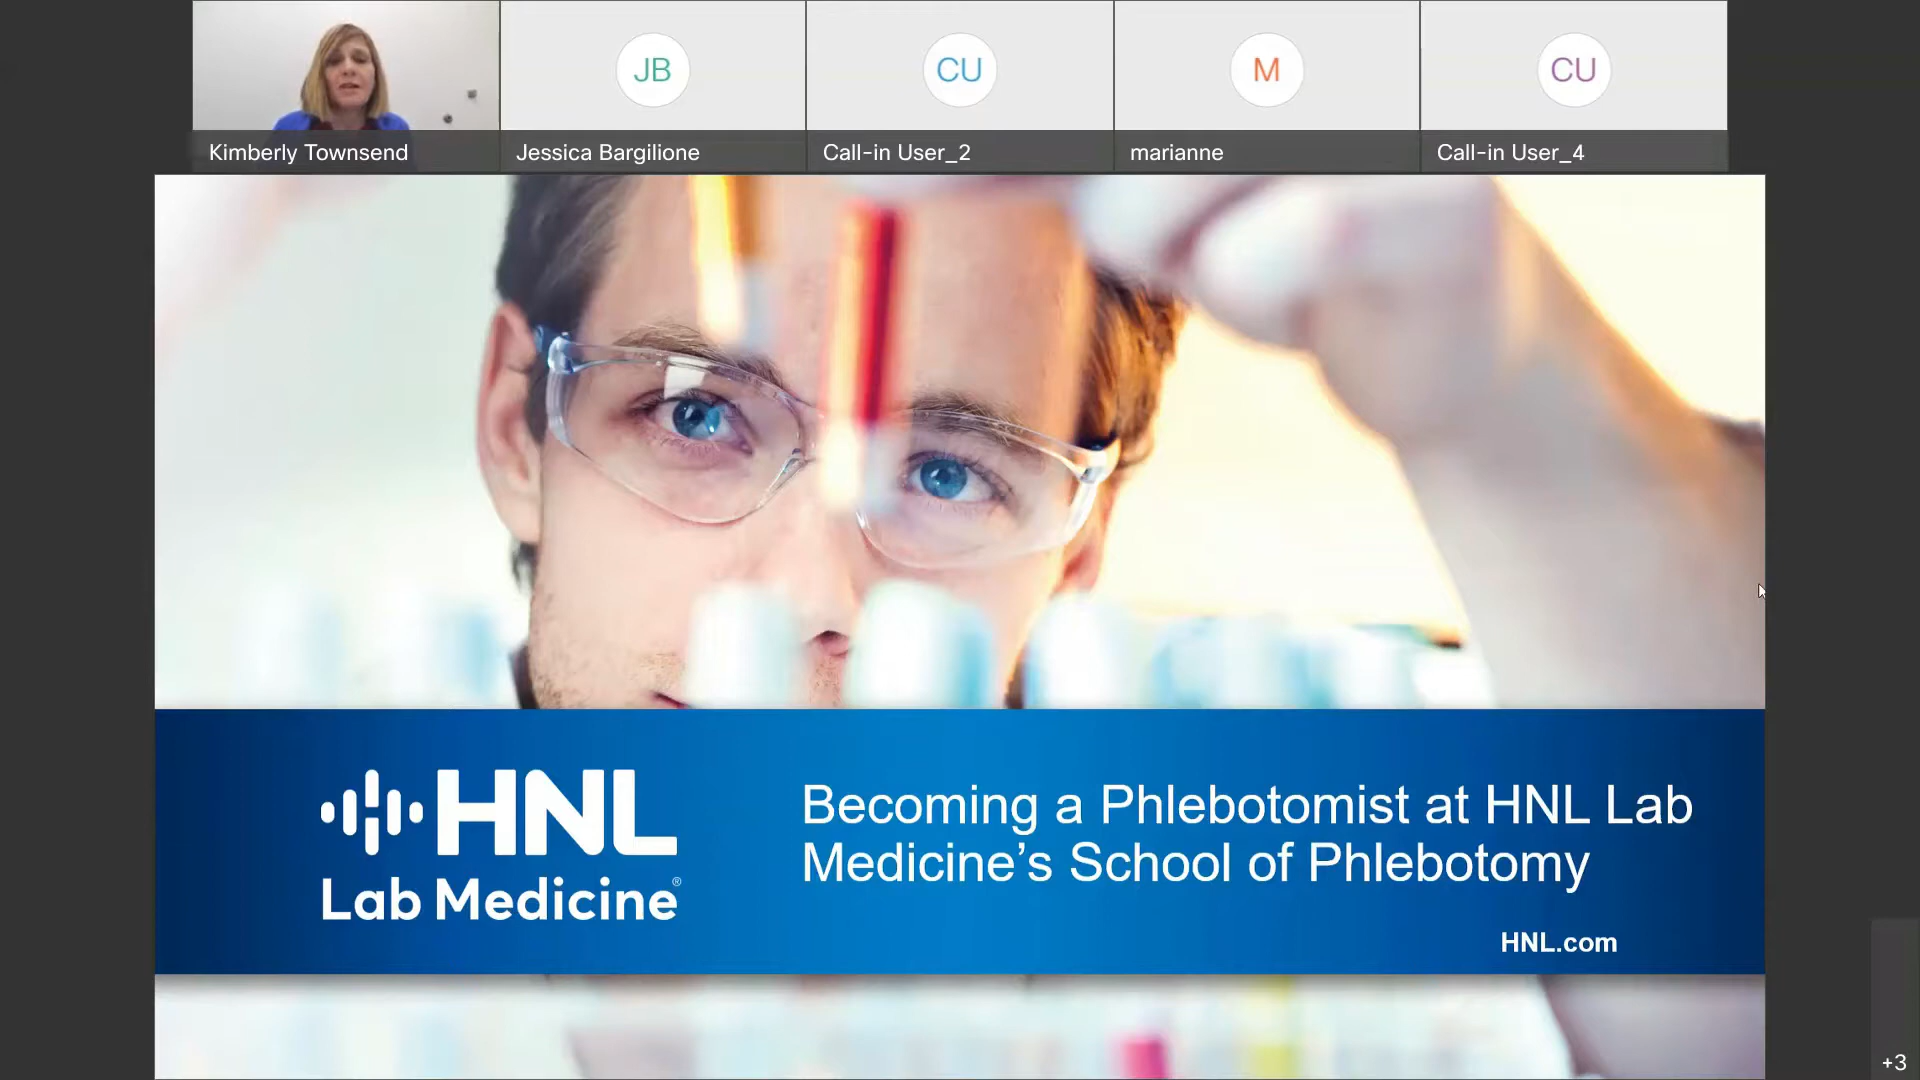 JB
CU
M
CU
Kimberly Townsend
Jessica Bargilione
Call-in User_2
marianne
Call-in User_4
HNL
Lab Medicine®
Becoming a Phlebotomist at HNL Lab
Medicine’s School of Phlebotomy
HNL.com
+3